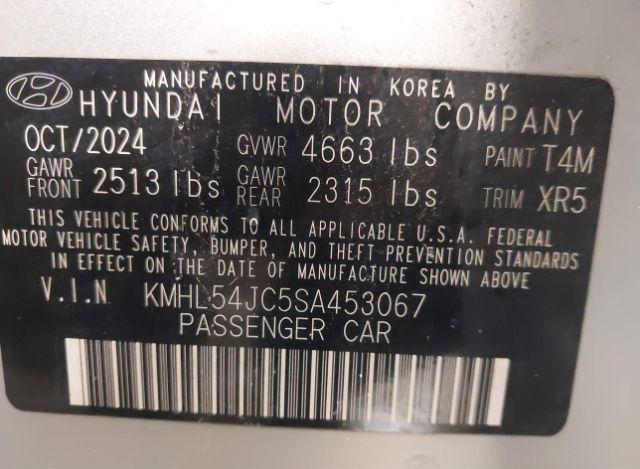 MANUFACTURED IN KOREA BY
HYUNDAI MOTOR COMPANY
OCT/2024 GVWR 4663 lbs PAINT T4M
GAWR FRONT 2513 lbs GAWR REAR 2315 lbs TRIM XR5
THIS VEHICLE CONFORMS TO ALL APPLICABLE U.S.A. FEDERAL
MOTOR VEHICLE SAFETY, BUMPER, AND THEFT PREVENTION STANDARDS
IN EFFECT ON THE DATE OF MANUFACTURE SHOWN ABOVE
V.I.N KMHL54JC5SA453067
PASSENGER CAR